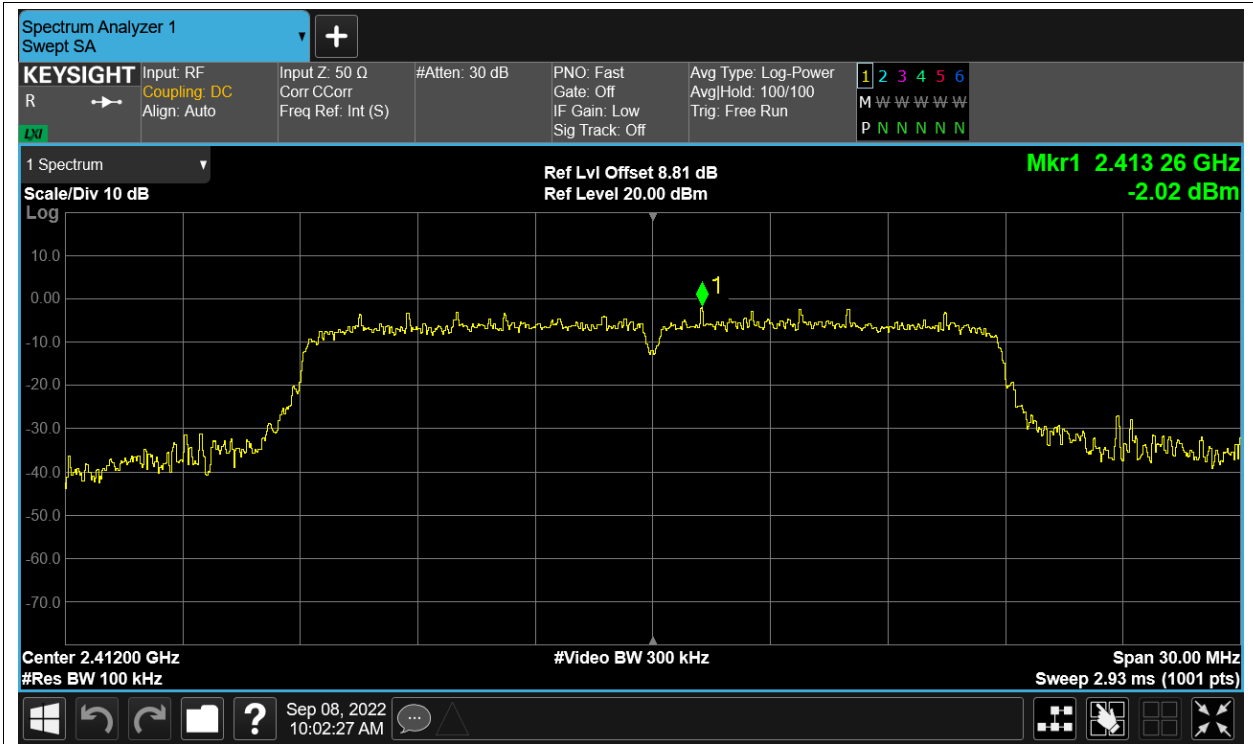 Spectrum Analyzer 1
Swept SA
+
KEYSIGHT
R
LXI
Input: RF
Coupling: DC
Align: Auto
Input Z: 50 Ω
Corr CCorr
Freq Ref: Int (S)
#Atten: 30 dB
PNO: Fast
Gate: Off
IF Gain: Low
Sig Track: Off
Avg Type: Log-Power
Avg|Hold: 100/100
Trig: Free Run
1 2 3 4 5 6
M W W W W W
P N N N N N
1 Spectrum
Scale/Div 10 dB
Log
Ref Lvl Offset 8.81 dB
Ref Level 20.00 dBm
Mkr1 2.413 26 GHz
-2.02 dBm
1
10.0
0.00
-10.0
-20.0
-30.0
-40.0
-50.0
-60.0
-70.0
Center 2.41200 GHz
#Res BW 100 kHz
#Video BW 300 kHz
Span 30.00 MHz
Sweep 2.93 ms (1001 pts)
?
Sep 08, 2022
10:02:27 AM